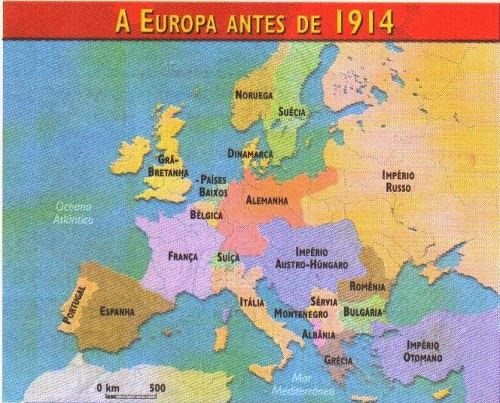 A EUROPA ANTES DE 1914
NORUEGA
SUÉCIA
DINAMARCA
GRÃ-
BRETANHA
PAÍSES
BAIXOS
IMPÉRIO
RUSSO
ALEMANHA
BÉLGICA
Oceano
Atlântico
FRANÇA
SUÍÇA
IMPÉRIO
AUSTRO-HÚNGARO
ROMÊNIA
ITÁLIA
SÉRVIA
MONTENEGRO
BULGÁRIA
PORTUGAL
ESPANHA
ALBÂNIA
IMPÉRIO
OTOMANO
GRÉCIA
Mar
Mediterrâneo
0 km 500